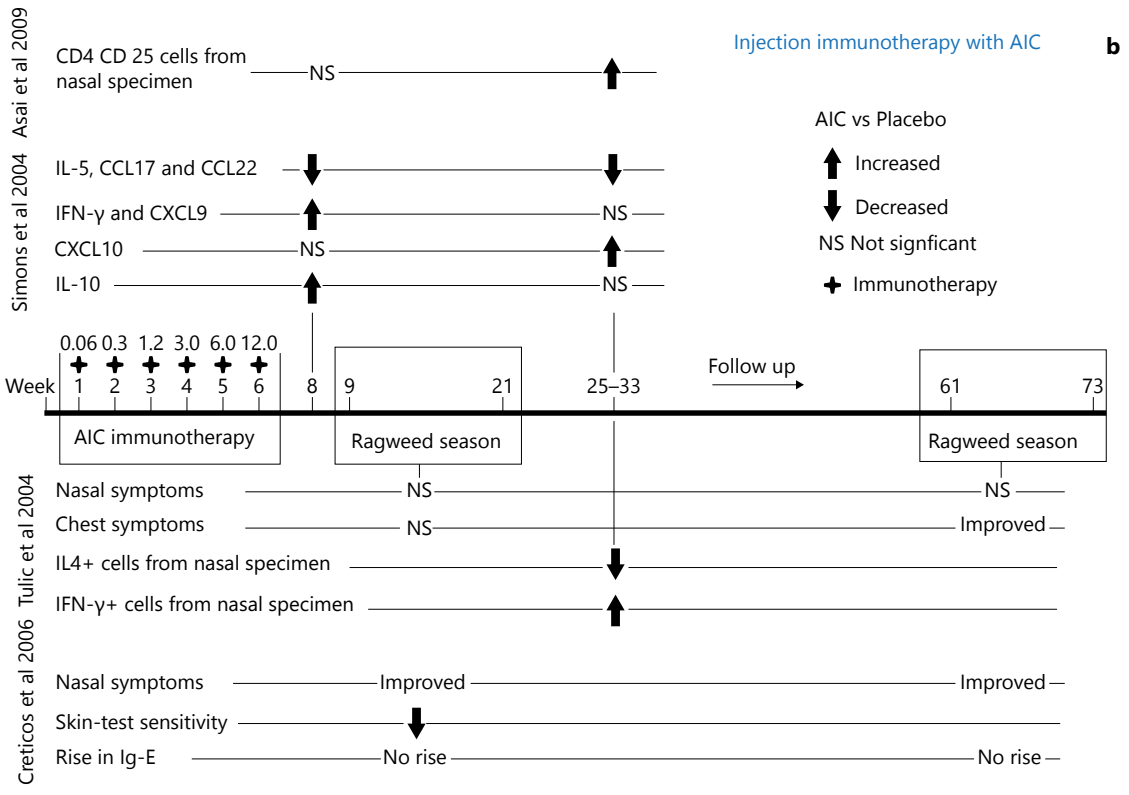 Injection immunotherapy with AIC
b
Asai et al 2009
CD4 CD 25 cells from
nasal specimen
NS
AIC vs Placebo
Increased
Decreased
NS Not signficant
Immunotherapy
Simons et al 2004
IL-5, CCL17 and CCL22
IFN-γ and CXCL9
NS
CXCL10
NS
IL-10
NS
0.06 0.3 1.2 3.0 6.0 12.0
Week 1 2 3 4 5 6 8 9 21 25–33 61 73
Follow up
AIC immunotherapy
Ragweed season
Ragweed season
Tulic et al 2004
Nasal symptoms NS NS
Chest symptoms NS Improved
IL4+ cells from nasal specimen
IFN-γ+ cells from nasal specimen
Creticos et al 2006
Nasal symptoms Improved Improved
Skin-test sensitivity
Rise in Ig-E No rise No rise